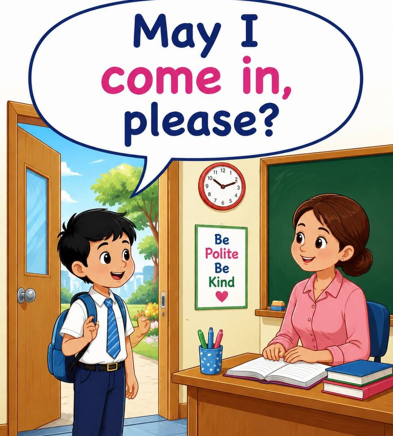 May I
come in,
please?
Be
Polite
Be
Kind